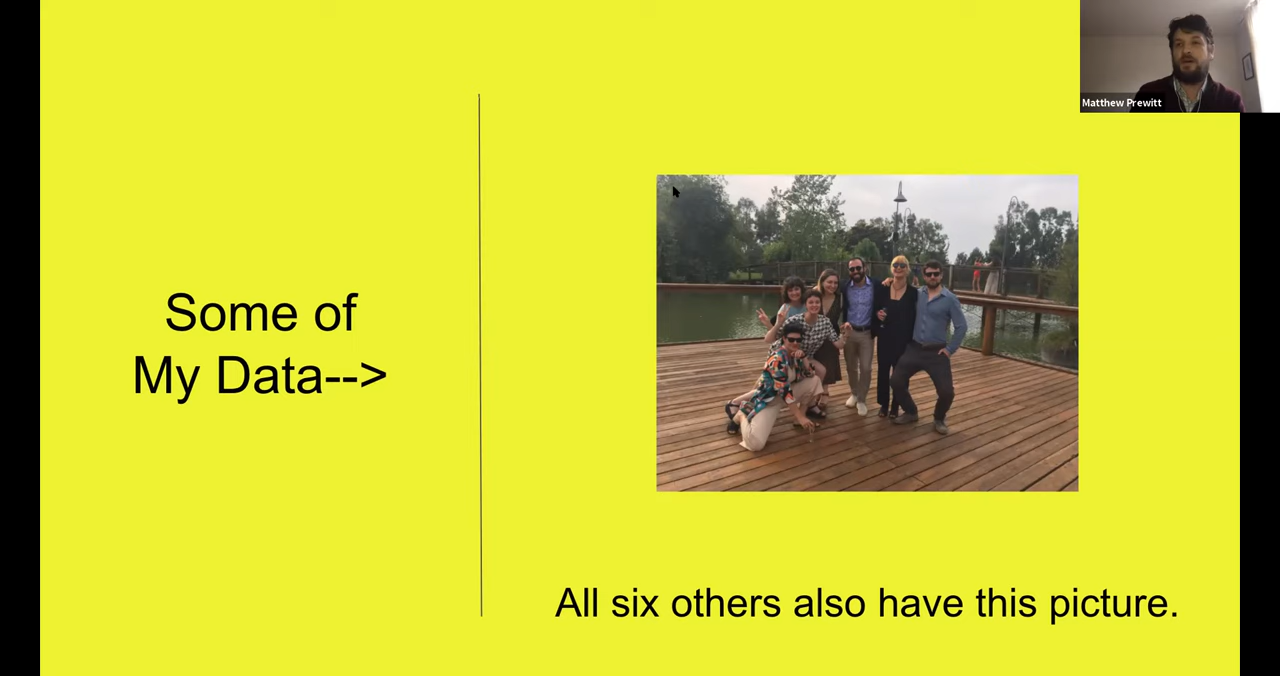 Matthew Prewitt
Some of
My Data-->
All six others also have this picture.